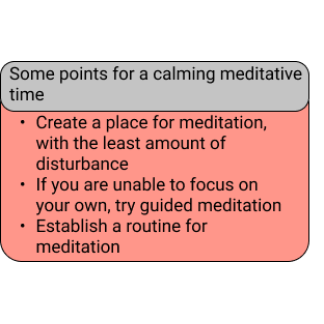 Some points for a calming meditative
time
• Create a place for meditation,
with the least amount of
disturbance
• If you are unable to focus on
your own, try guided meditation
• Establish a routine for
meditation